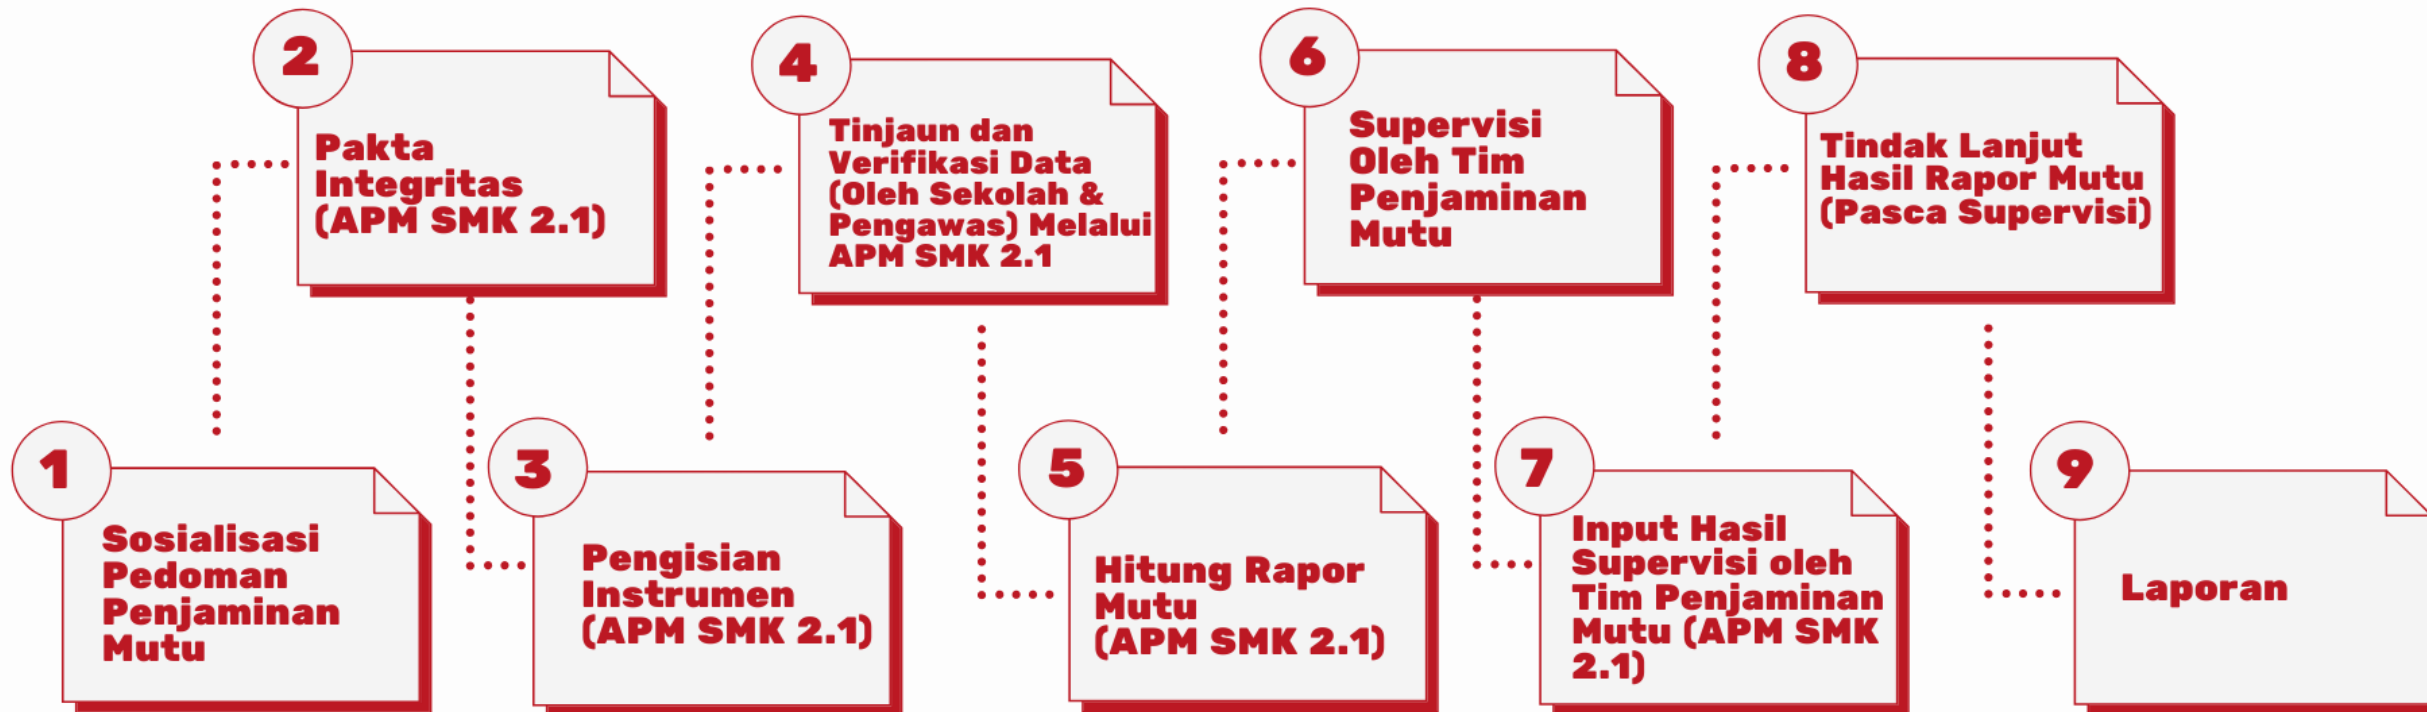 1
Sosialisasi
Pedoman
Penjaminan
Mutu
2
Pakta
Integritas
(APM SMK 2.1)
3
Pengisian
Instrumen
(APM SMK 2.1)
4
Tinjaun dan
Verifikasi Data
(Oleh Sekolah &
Pengawas) Melalui
APM SMK 2.1
5
Hitung Rapor
Mutu
(APM SMK 2.1)
6
Supervisi
Oleh Tim
Penjaminan
Mutu
7
Input Hasil
Supervisi oleh
Tim Penjaminan
Mutu (APM SMK
2.1)
8
Tindak Lanjut
Hasil Rapor Mutu
(Pasca Supervisi)
9
Laporan